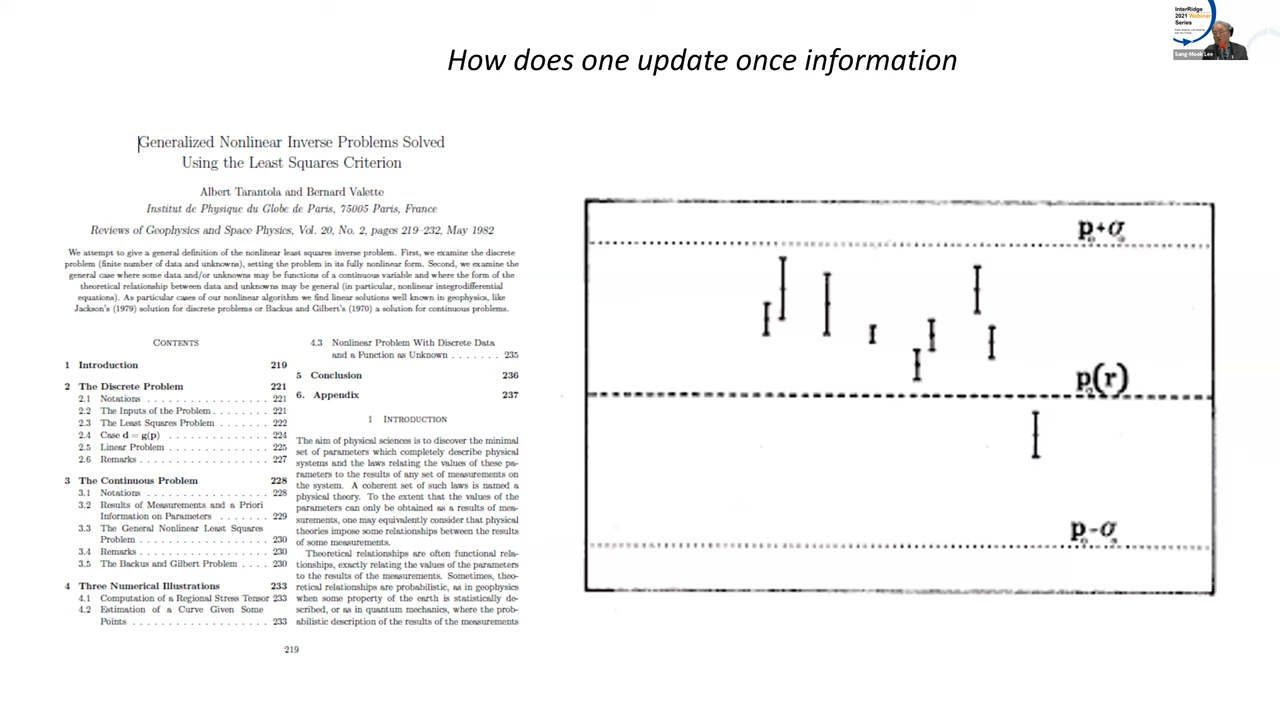 How does one update once information
InterRidge
2021 Webinar
Series
Sang-Mook Lee
Generalized Nonlinear Inverse Problems Solved
Using the Least Squares Criterion
Albert Tarantola and Bernard Valette
Institut de Physique du Globe de Paris, 75005 Paris, France
Reviews of Geophysics and Space Physics, Vol. 20, No. 2, pages 219–232, May 1982
We attempt to give a general definition of the nonlinear least squares inverse problem. First, we examine the discrete
problem (finite number of data and unknowns), setting the problem in its fully nonlinear form. Second, we examine the
general case where some data and/or unknowns may be functions of a continuous variable and where the form of the
theoretical relationship between data and unknowns may be general (in particular, nonlinear integrodifferential
equations). As particular cases of our nonlinear algorithm we find linear solutions well known in geophysics, like
Jackson's (1979) solution for discrete problems or Backus and Gilbert's (1970) a solution for continuous problems.
Contents
1 Introduction 219
2 The Discrete Problem 221
2.1 Notations . . . . . . . . . . . . . . . . 221
2.2 The Inputs of the Problem . . . . . . . . 221
2.3 The Least Squares Problem . . . . . . . 222
2.4 Case d = g(p) . . . . . . . . . . . . . . 224
2.5 Linear Problem . . . . . . . . . . . . . 225
2.6 Remarks . . . . . . . . . . . . . . . . . 227
3 The Continuous Problem 228
3.1 Notations . . . . . . . . . . . . . . . . 228
3.2 Results of Measurements and a Priori
Information on Parameters . . . . . . . 229
3.3 The General Nonlinear Least Squares
Problem . . . . . . . . . . . . . . . . . 230
3.4 Remarks . . . . . . . . . . . . . . . . . 230
3.5 The Backus and Gilbert Problem . . . . 230
4 Three Numerical Illustrations 233
4.1 Computation of a Regional Stress Tensor 233
4.2 Estimation of a Curve Given Some
Points . . . . . . . . . . . . . . . . . . 233
4.3 Nonlinear Problem With Discrete Data
and a Function as Unknown . . . . . . . 235
5 Conclusion 236
6. Appendix 237
1 Introduction
The aim of physical sciences is to discover the minimal
set of parameters which completely describe physical
systems and the laws relating the values of these pa-
rameters to the results of any set of measurements on
the system. A coherent set of such laws is named a
physical theory. To the extent that the values of the
parameters can only be obtained as a results of mea-
surements, one may equivalently consider that physical
theories impose some relationships between the results
of some measurements.
Theoretical relationships are often functional rela-
tionships, exactly relating the values of the parameters
to the results of the measurements. Sometimes, theo-
retical relationships are probabilistic, as in geophysics
when some property of the earth is statistically de-
scribed, or as in quantum mechanics, where the prob-
abilistic description of the results of the measurements
219
p₀+σ₀
p₀(r)
p₀-σ₀